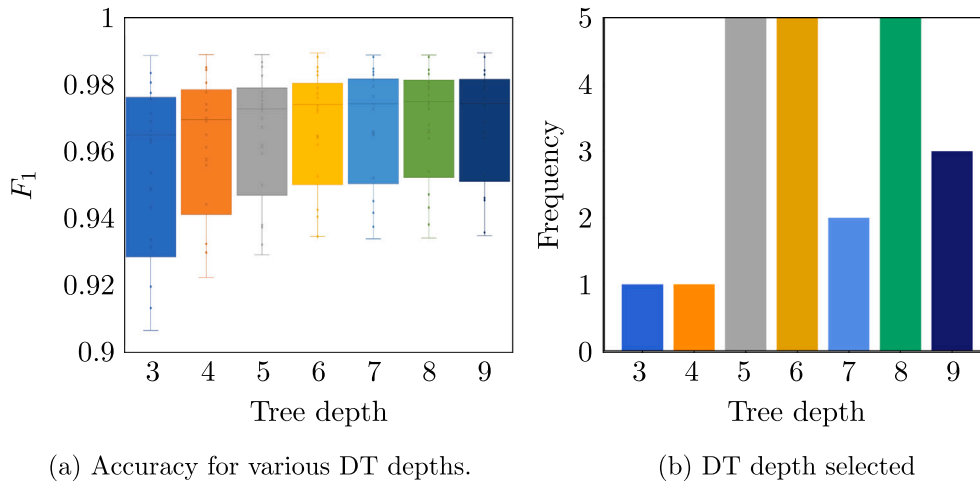 1
0.98
0.96
0.94
0.92
0.9
F1
3 4 5 6 7 8 9
Tree depth
(a) Accuracy for various DT depths.
5
4
3
2
1
0
Frequency
3 4 5 6 7 8 9
Tree depth
(b) DT depth selected